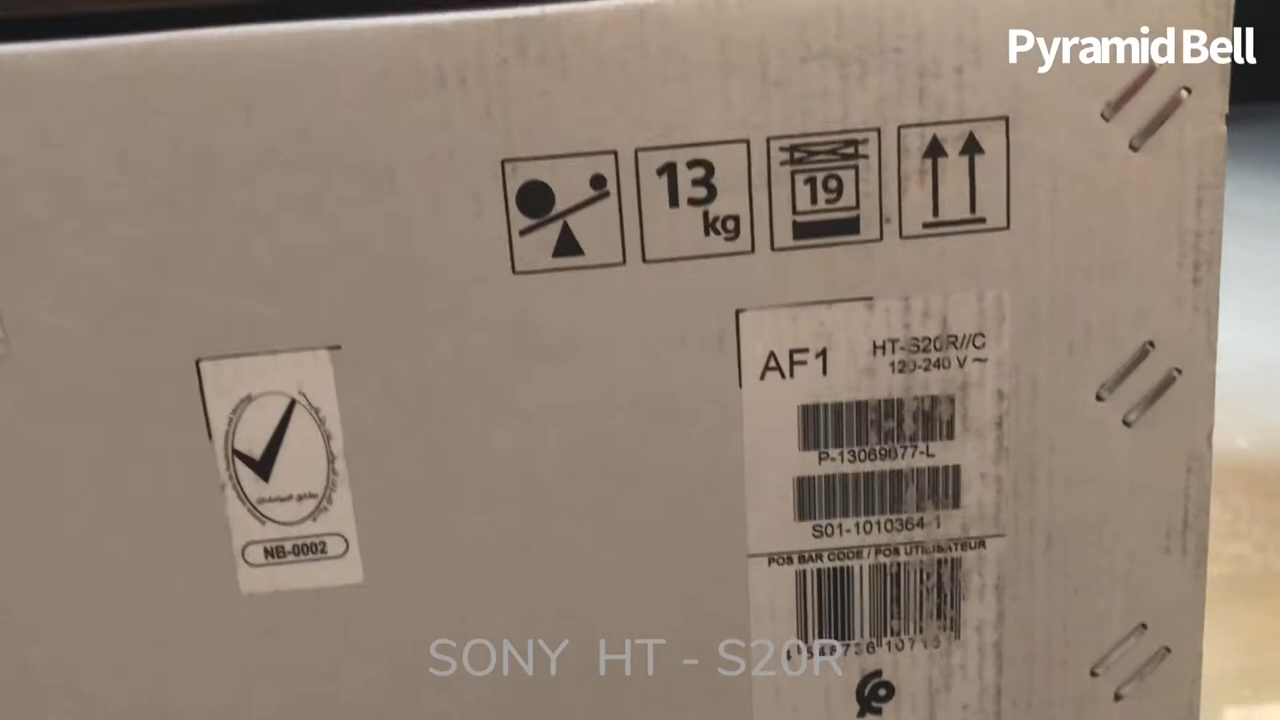 Pyramid Bell
13
kg
19
AF1
HT-S20R//C
120-240 V ~
P-13069677-L
S01-1010364-1
POS BAR CODE / POS UTILISATEUR
NB-0002
SONY HT - S20R